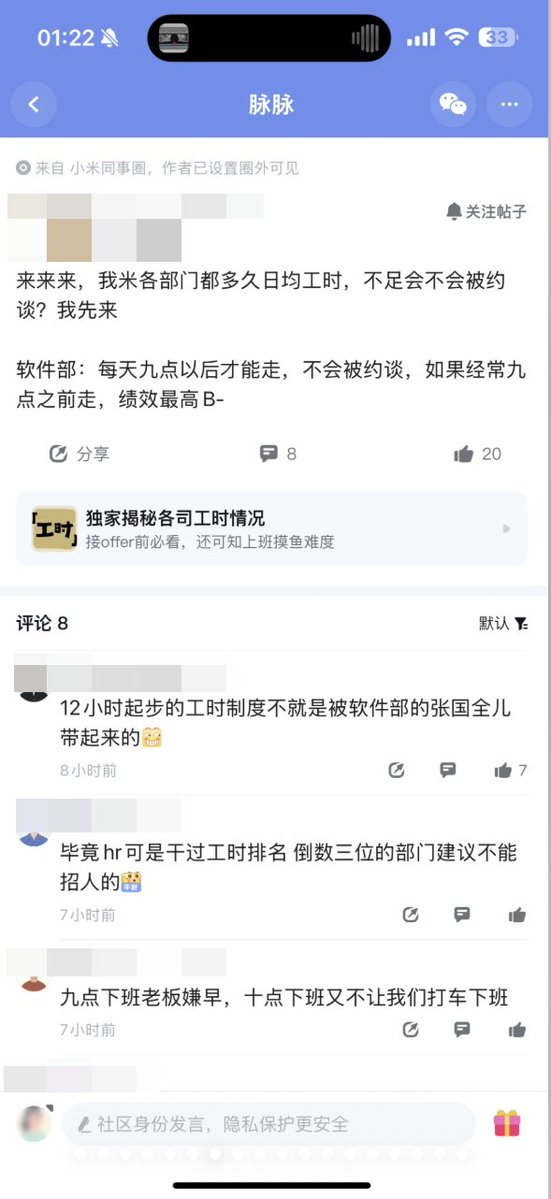 01:22
33
脉脉
来自 小米同事圈，作者已设置圈外可见
关注帖子
来来来，我米各部门都多久日均工时，不足会不会被约
谈？我先来
软件部：每天九点以后才能走，不会被约谈，如果经常九
点之前走，绩效最高B-
分享
8
20
「工时」
独家揭秘各司工时情况
接offer前必看，还可知上班摸鱼难度
评论 8
默认
12小时起步的工时制度不就是被软件部的张国全儿
带起来的
8小时前
7
毕竟hr可是干过工时排名 倒数三位的部门建议不能
招人的
7小时前
九点下班老板嫌早，十点下班又不让我们打车下班
7小时前
社区身份发言，隐私保护更安全